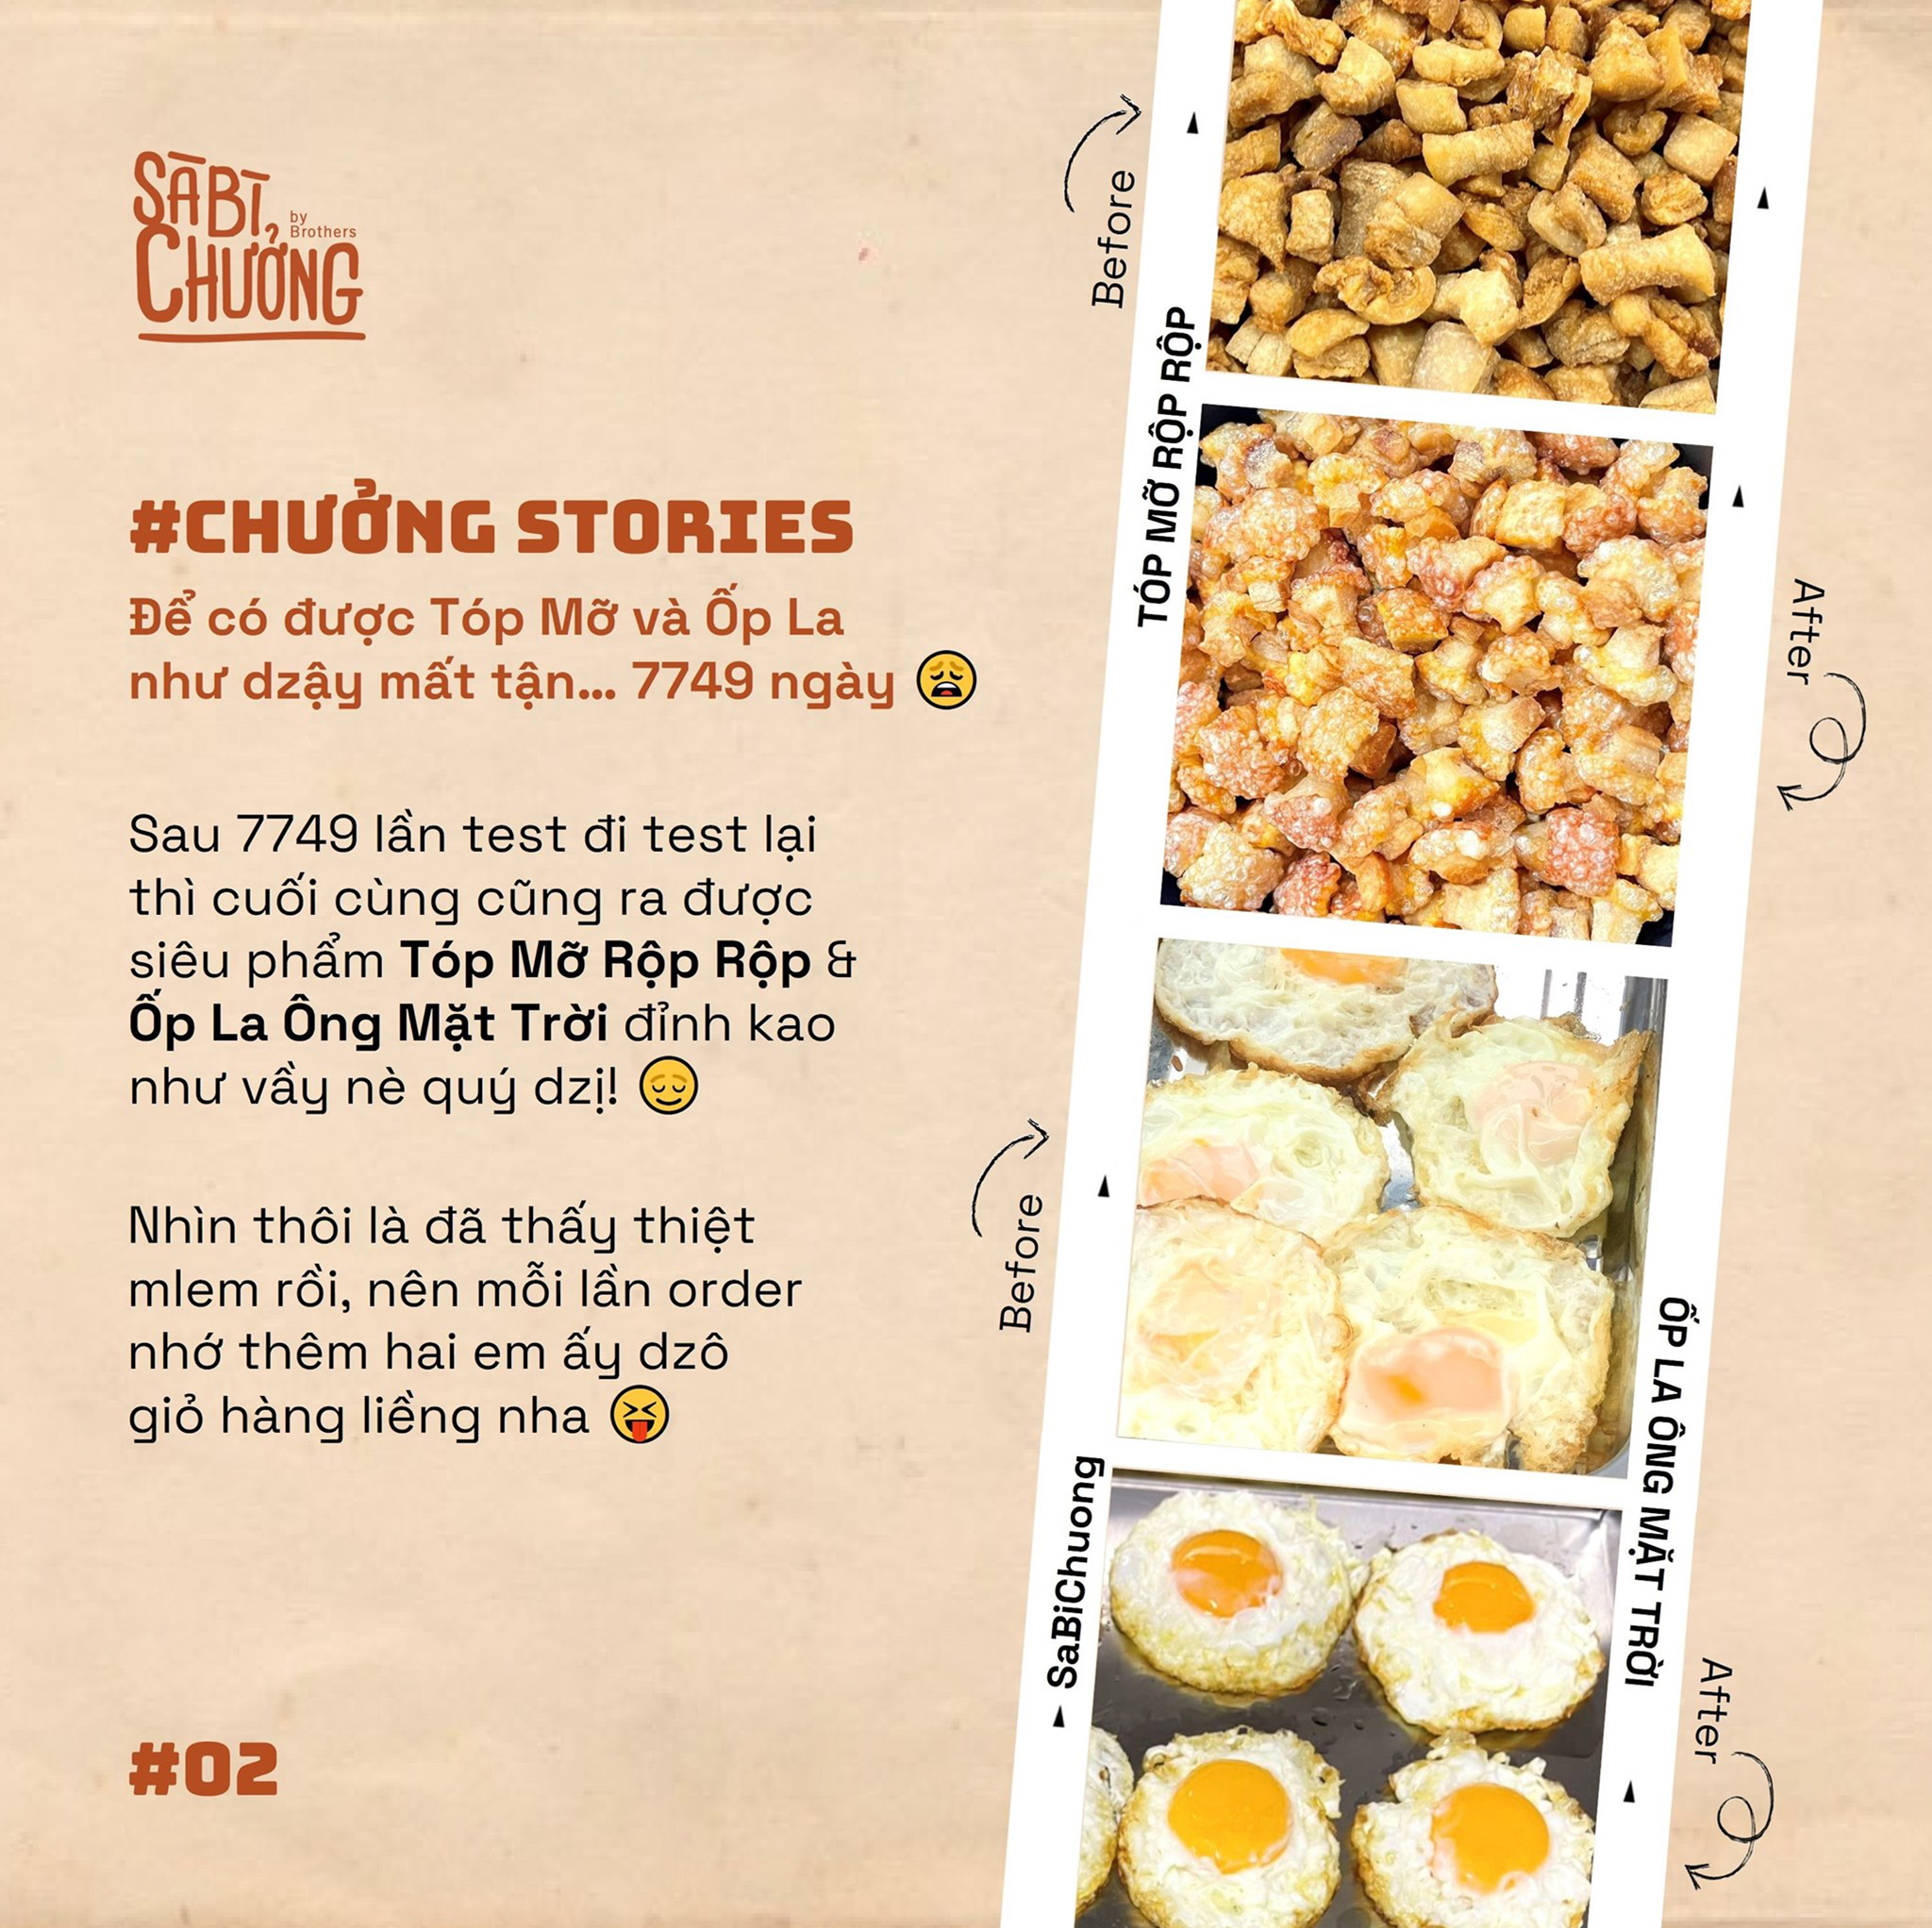 SÀ BÌ,
by
Brothers
CHƯỞNG
#CHƯỞNG STORIES
Để có được Tóp Mỡ và Ốp La
như dzậy mất tận... 7749 ngày 😩
Sau 7749 lần test đi test lại
thì cuối cùng cũng ra được
siêu phẩm Tóp Mỡ Rộp Rộp &
Ốp La Ông Mặt Trời đỉnh kao
như vầy nè quý dzị! 😌
Nhìn thôi là đã thấy thiệt
mlem rồi, nên mỗi lần order
nhớ thêm hai em ấy dzô
giỏ hàng liềng nha 😝
#02
Before
TÓP MỠ RỘP RỘP
After
Before
SaBiChuong
ỐP LA ÔNG MẶT TRỜI
After